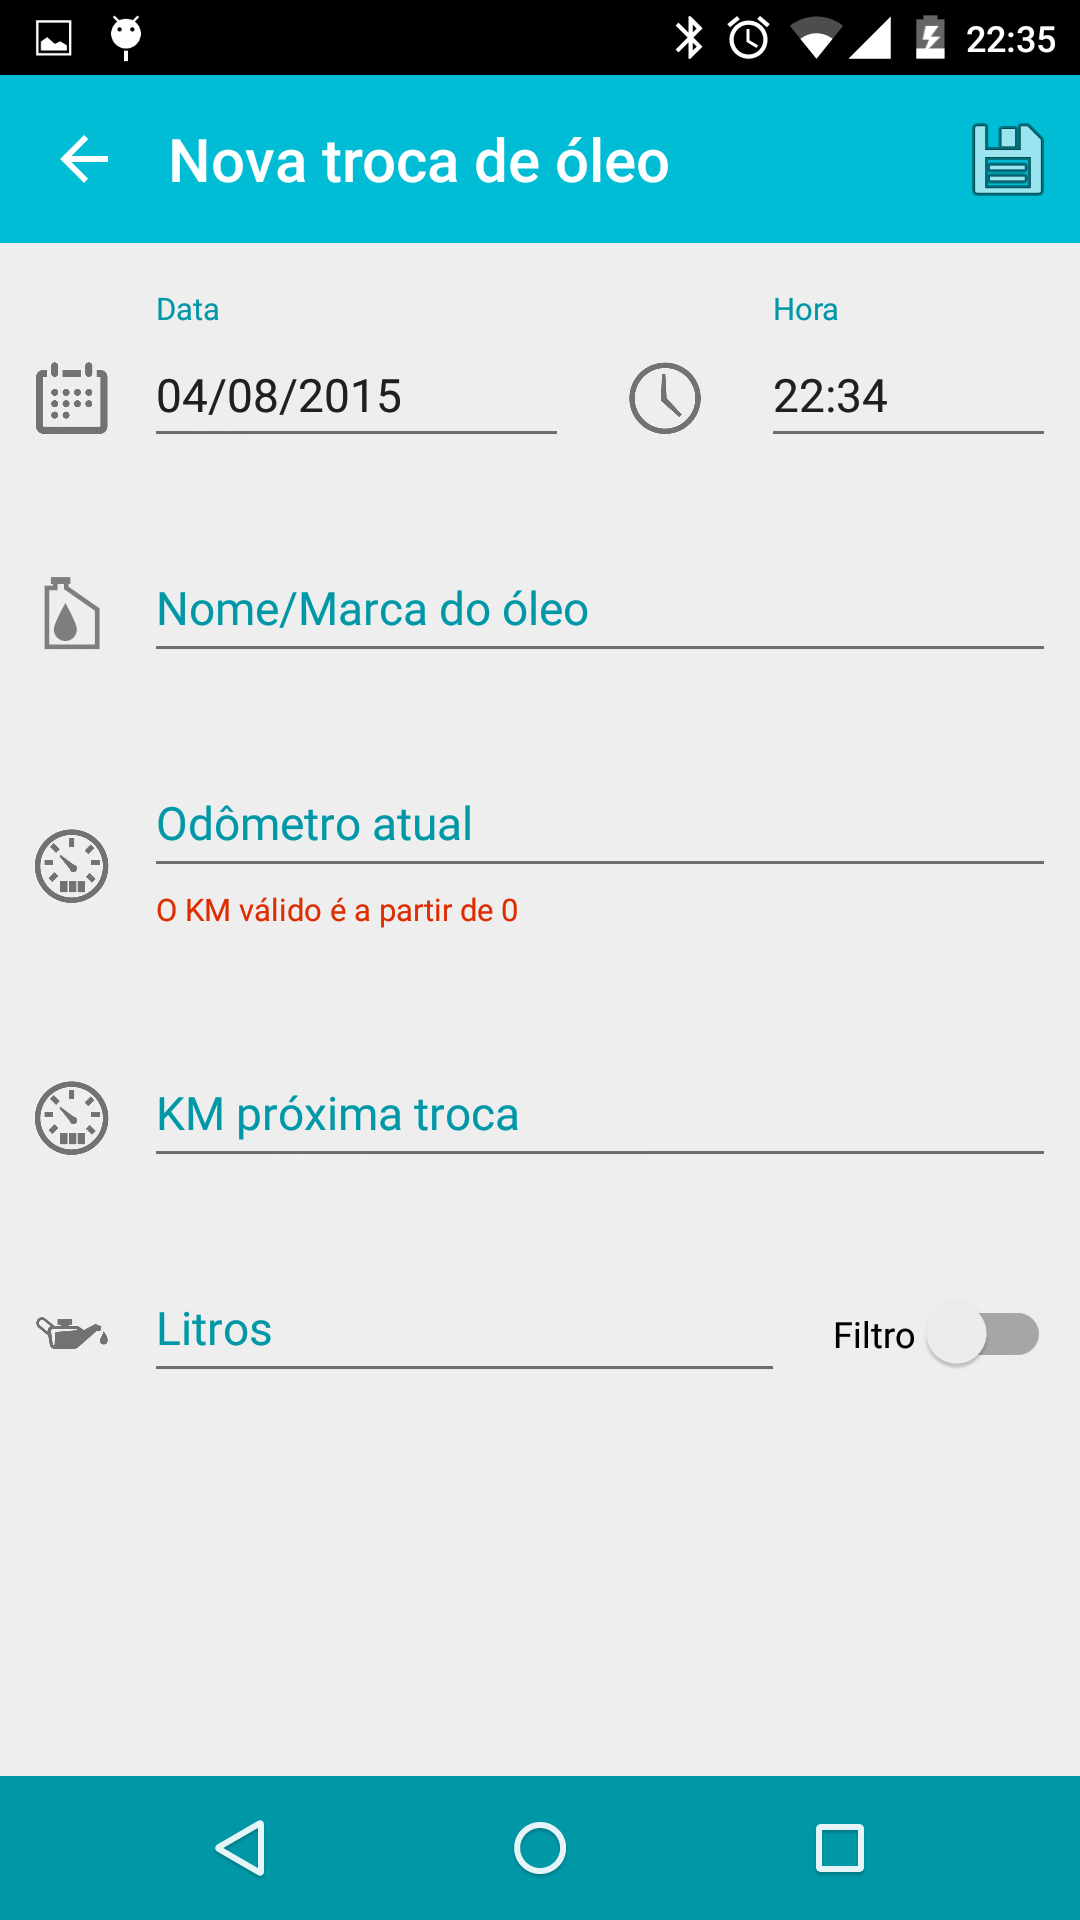 22:35
Nova troca de óleo
Data
Hora
04/08/2015
22:34
Nome/Marca do óleo
Odômetro atual
O KM válido é a partir de 0
KM próxima troca
Litros
Filtro